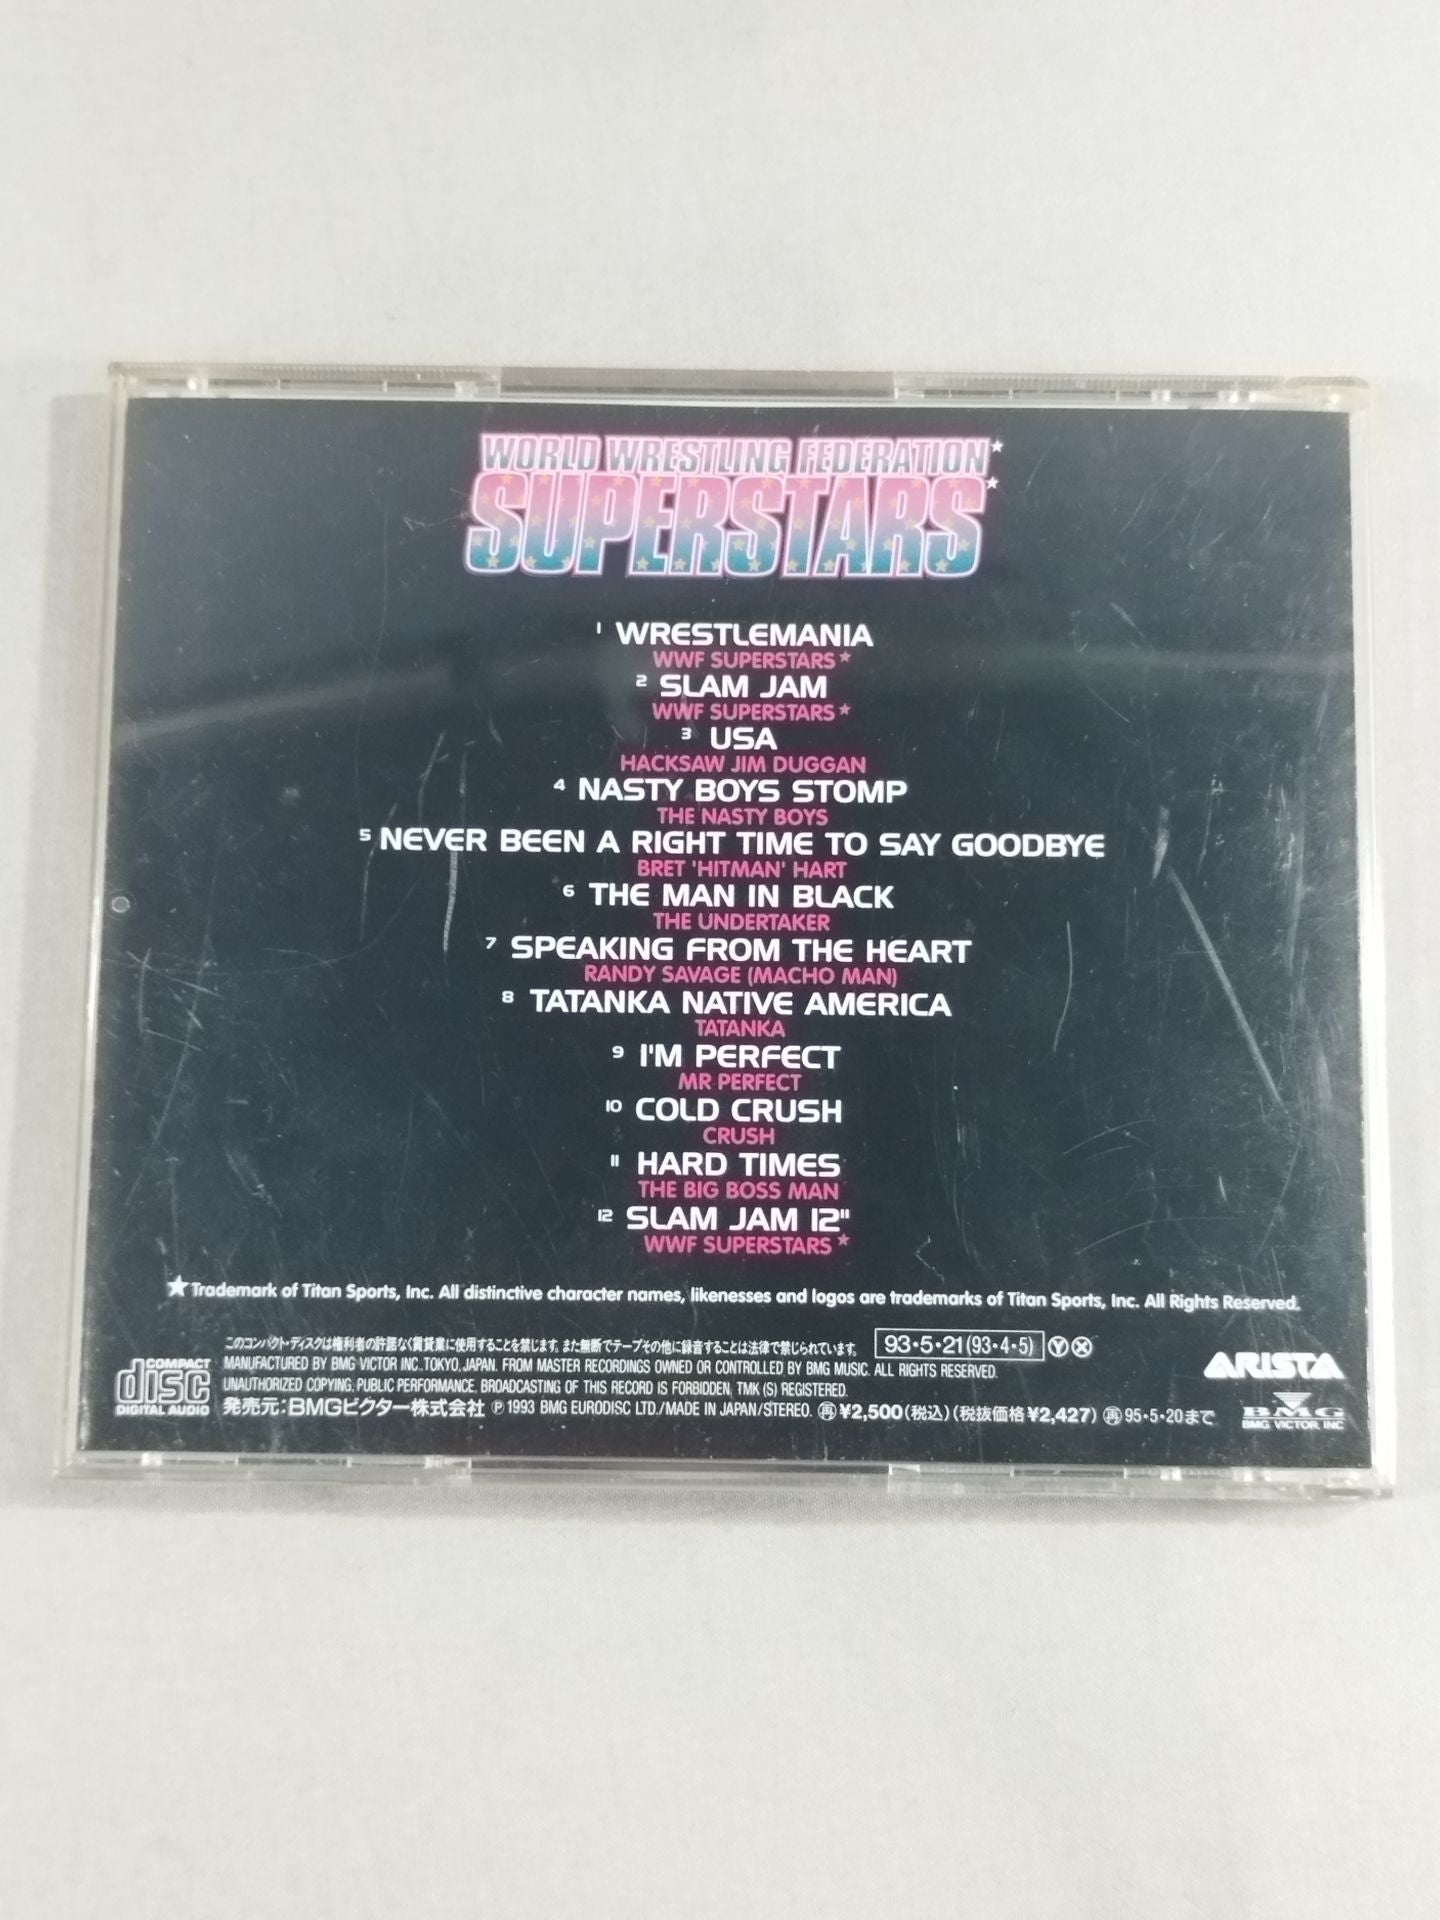 WORLD WRESTLING FEDERATION★
SUPERSTARS★
1 WRESTLEMANIA
WWF SUPERSTARS★
2 SLAM JAM
WWF SUPERSTARS★
3 USA
HACKSAW JIM DUGGAN
4 NASTY BOYS STOMP
THE NASTY BOYS
5 NEVER BEEN A RIGHT TIME TO SAY GOODBYE
BRET 'HITMAN' HART
6 THE MAN IN BLACK
THE UNDERTAKER
7 SPEAKING FROM THE HEART
RANDY SAVAGE (MACHO MAN)
8 TATANKA NATIVE AMERICA
TATANKA
9 I'M PERFECT
MR PERFECT
10 COLD CRUSH
CRUSH
11 HARD TIMES
THE BIG BOSS MAN
12 SLAM JAM 12"
WWF SUPERSTARS★
★Trademark of Titan Sports, Inc. All distinctive character names, likenesses and logos are trademarks of Titan Sports, Inc. All Rights Reserved.
このコンパクト・ディスクは権利者の許諾なく賃貸業に使用することを禁じます。また無断でテープその他に録音することは法律で禁じられています。 93・5・21(93・4・5) Ⓨ Ⓧ
MANUFACTURED BY BMG VICTOR INC. TOKYO, JAPAN. FROM MASTER RECORDINGS OWNED OR CONTROLLED BY BMG MUSIC. ALL RIGHTS RESERVED.
UNAUTHORIZED COPYING. PUBLIC PERFORMANCE. BROADCASTING OF THIS RECORD IS FORBIDDEN. TMK (S) REGISTERED.
発売元:BMGビクター株式会社 ℗1993 BMG EURODISC LTD./MADE IN JAPAN/STEREO. ㊢¥2,500(税込)(税抜価格¥2,427) 再95・5・20まで
COMPACT
disc
DIGITAL AUDIO
ARISTA
BMG
BMG VICTOR, INC